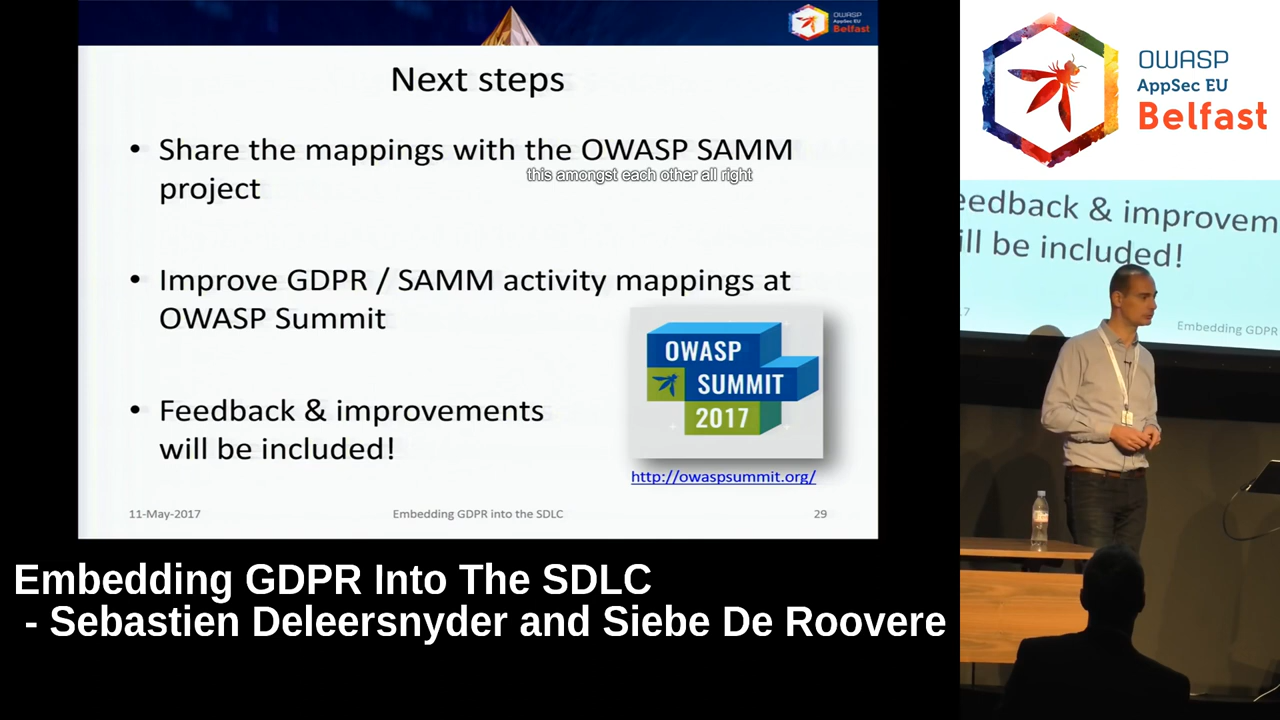 OWASP
AppSec EU
Belfast
Next steps
• Share the mappings with the OWASP SAMM
project
this amongst each other all right
• Improve GDPR / SAMM activity mappings at
OWASP Summit
• Feedback & improvements
will be included!
OWASP
SUMMIT
2017
http://owaspsummit.org/
11-May-2017
Embedding GDPR into the SDLC
29
Embedding GDPR Into The SDLC
- Sebastien Deleersnyder and Siebe De Roovere
OWASP
AppSec EU
Belfast
eedback & improvem
ill be included!
17
Embedding GDPR